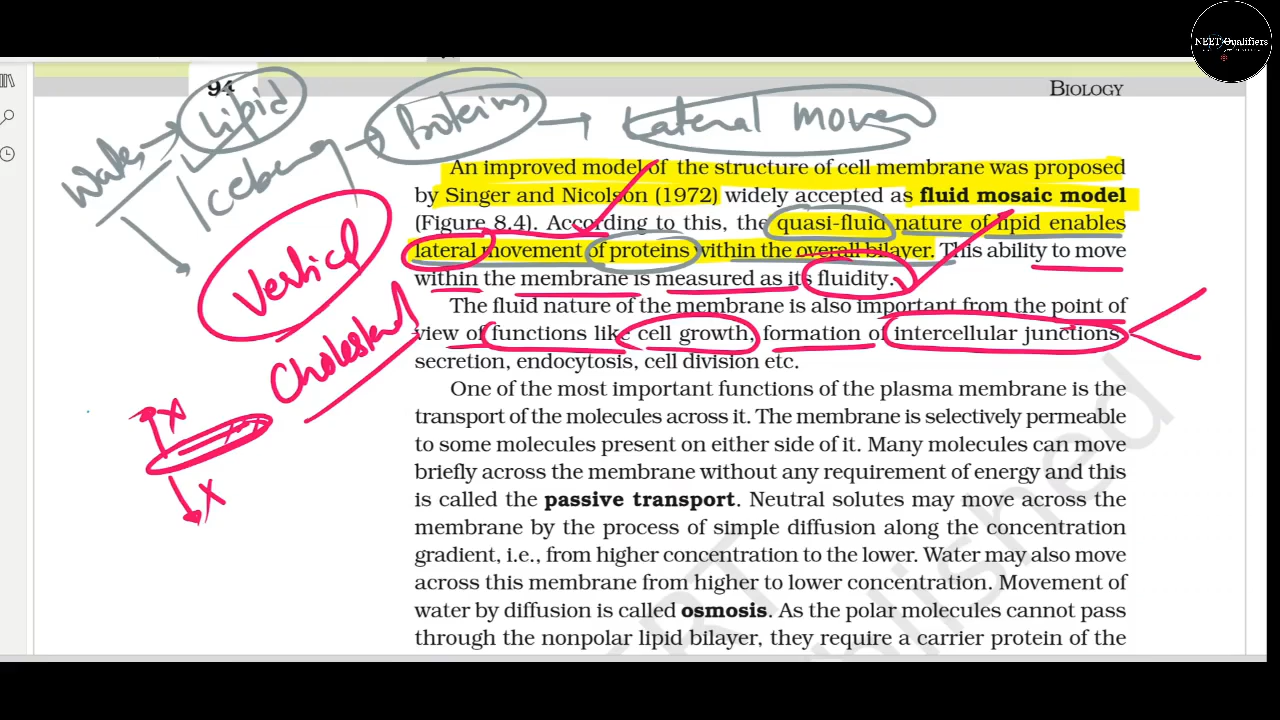 NEET Qualifiers
94
BIOLOGY
Water → Lipid
Iceberg → Proteins → Lateral movem
Vertical
Cholesterol
X
X
An improved model of the structure of cell membrane was proposed
by Singer and Nicolson (1972) widely accepted as fluid mosaic model
(Figure 8.4). According to this, the quasi-fluid nature of lipid enables
lateral movement of proteins within the overall bilayer. This ability to move
within the membrane is measured as its fluidity.
The fluid nature of the membrane is also important from the point of
view of functions like cell growth, formation of intercellular junctions,
secretion, endocytosis, cell division etc.
One of the most important functions of the plasma membrane is the
transport of the molecules across it. The membrane is selectively permeable
to some molecules present on either side of it. Many molecules can move
briefly across the membrane without any requirement of energy and this
is called the passive transport. Neutral solutes may move across the
membrane by the process of simple diffusion along the concentration
gradient, i.e., from higher concentration to the lower. Water may also move
across this membrane from higher to lower concentration. Movement of
water by diffusion is called osmosis. As the polar molecules cannot pass
through the nonpolar lipid bilayer, they require a carrier protein of the